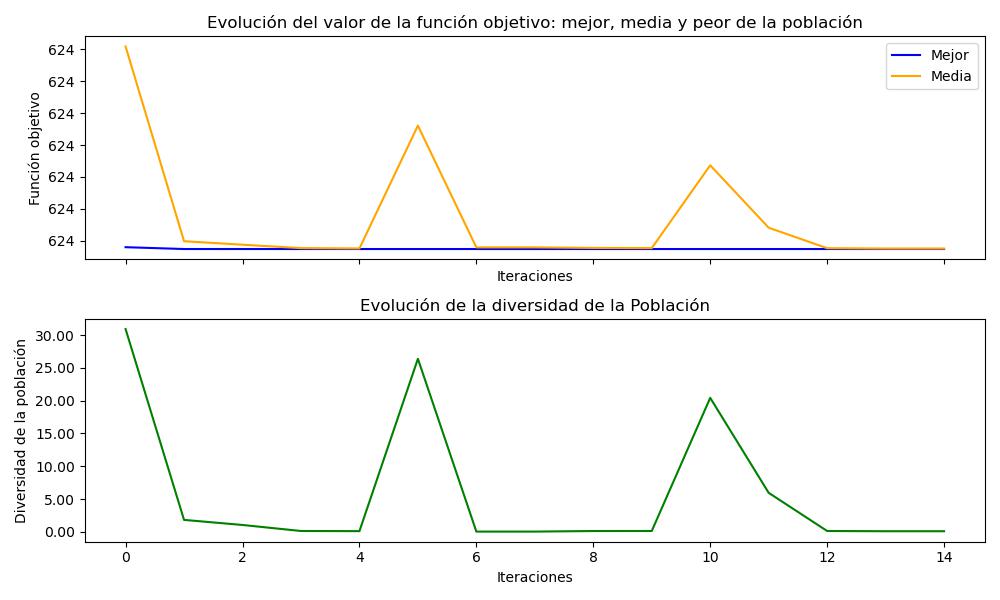 Evolución del valor de la función objetivo: mejor, media y peor de la población
Función objetivo
624
624
624
624
624
624
624
Mejor
Media
Iteraciones
Evolución de la diversidad de la Población
Diversidad de la población
30.00
25.00
20.00
15.00
10.00
5.00
0.00
0 2 4 6 8 10 12 14
Iteraciones